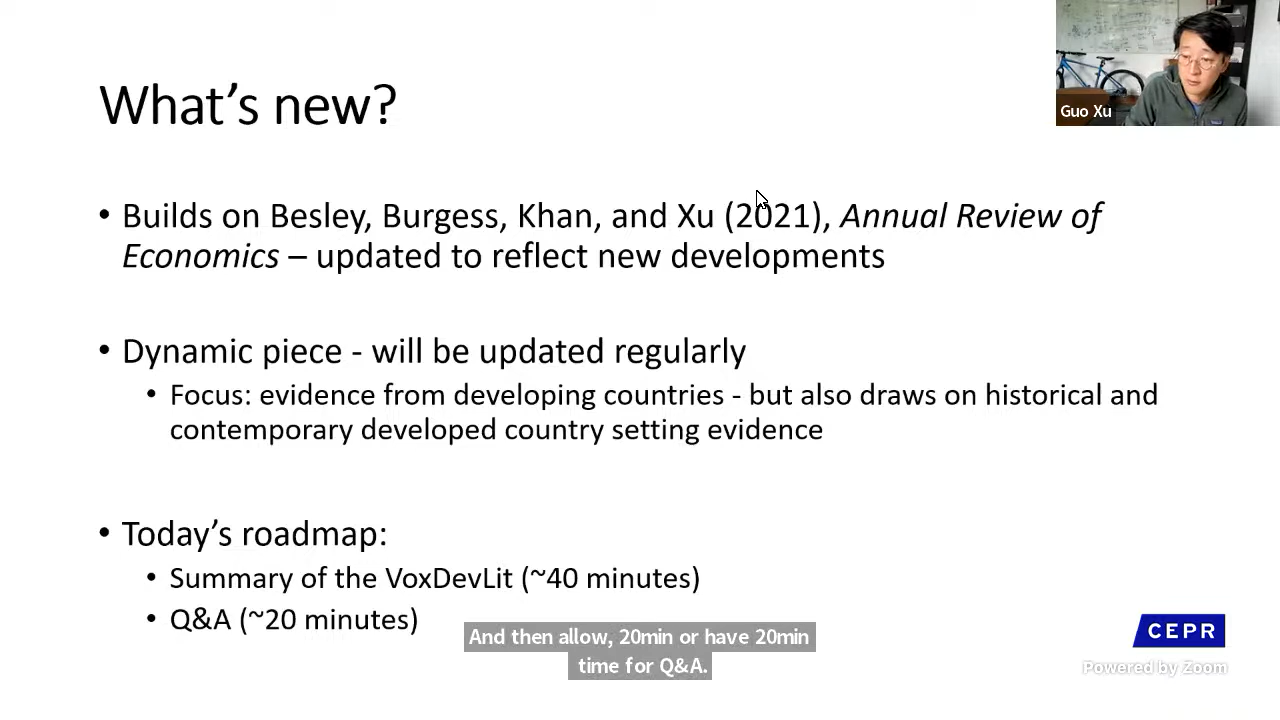 What's new?
Guo Xu
• Builds on Besley, Burgess, Khan, and Xu (2021), Annual Review of
Economics – updated to reflect new developments
• Dynamic piece - will be updated regularly
• Focus: evidence from developing countries - but also draws on historical and
contemporary developed country setting evidence
• Today's roadmap:
• Summary of the VoxDevLit (~40 minutes)
• Q&A (~20 minutes)
And then allow, 20min or have 20min
time for Q&A.
CEPR
Powered by Zoom